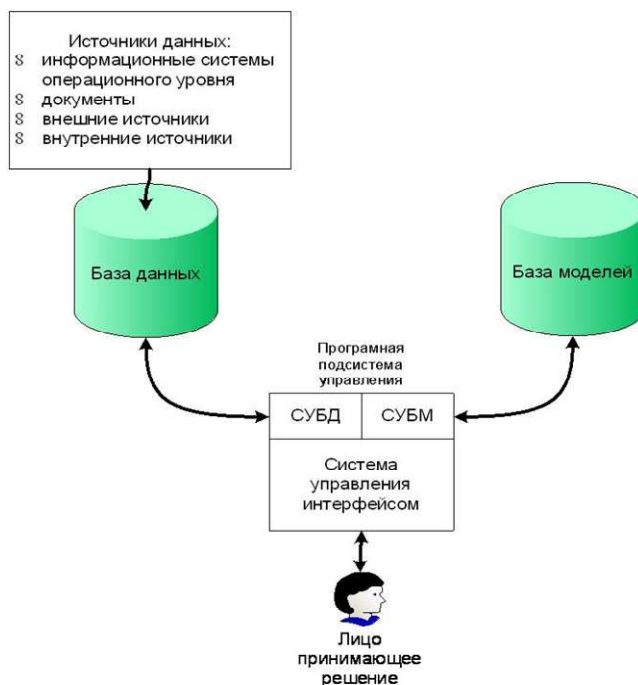 Источники данных:
8 информационные системы
операционного уровня
8 документы
8 внешние источники
8 внутренние источники
База данных
База моделей
Програмная
подсистема
управления
СУБД
СУБМ
Система
управления
интерфейсом
Лицо
принимающее
решение